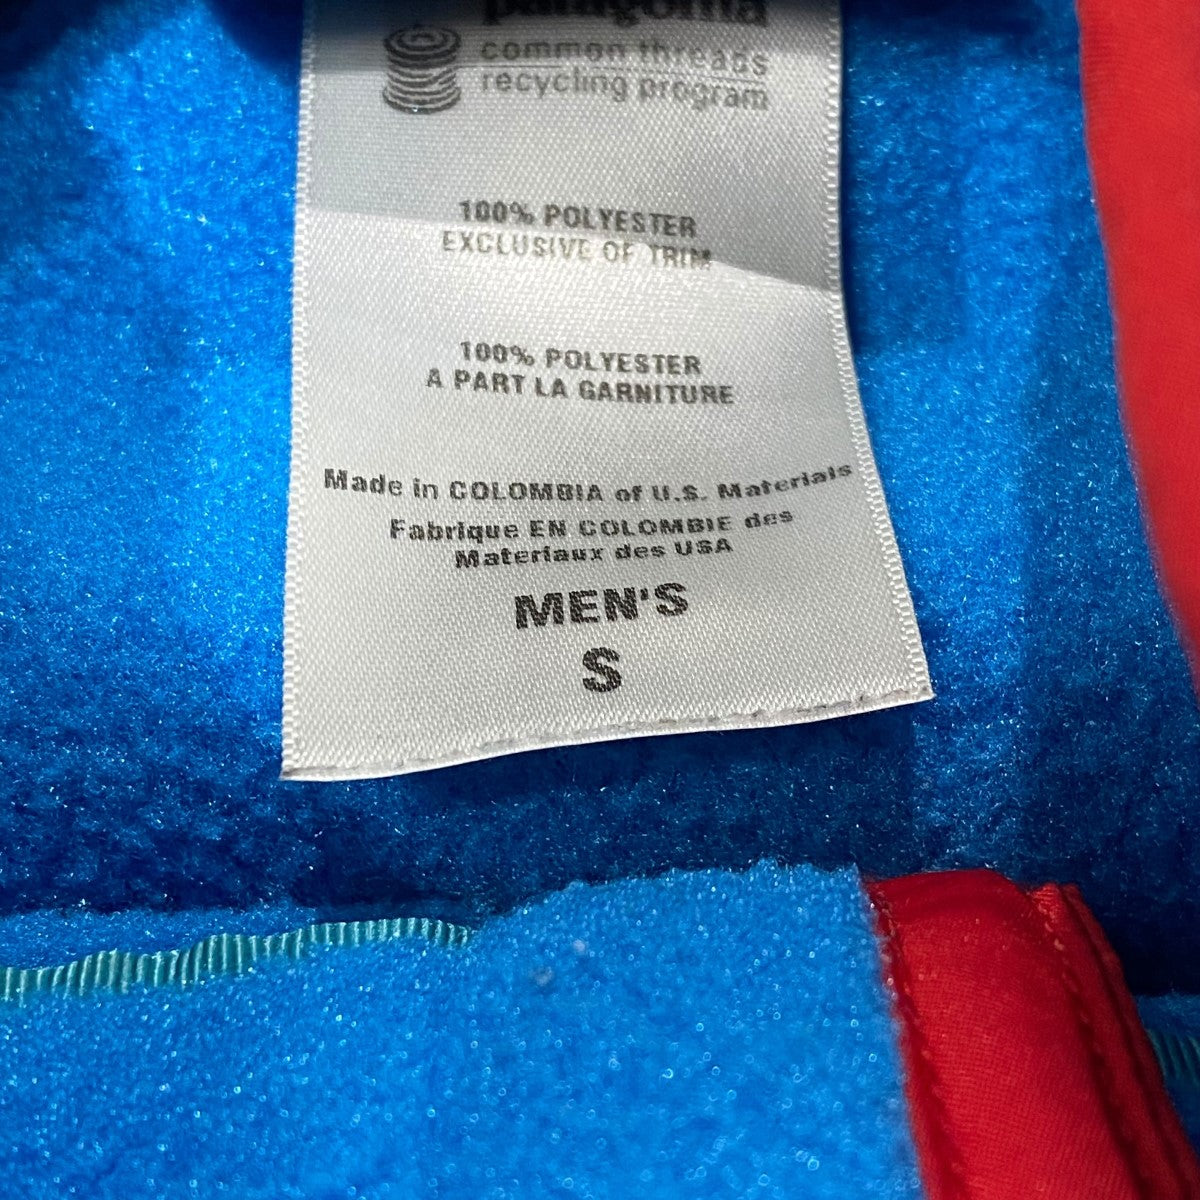 patagonia
common threads
recycling program
100% POLYESTER
EXCLUSIVE OF TRIM
100% POLYESTER
A PART LA GARNITURE
Made in COLOMBIA of U.S. Materials
Fabrique EN COLOMBIE des
Materiaux des USA
MEN'S
S